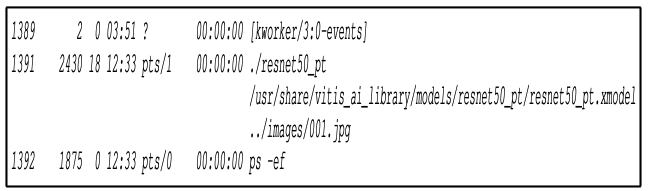 1389 2 0 03:51 ? 00:00:00 [kworker/3:0-events]
1391 2430 18 12:33 pts/1 00:00:00 ./resnet50_pt
/usr/share/vitis_ai_library/models/resnet50_pt/resnet50_pt.xmodel
../images/001.jpg
1392 1875 0 12:33 pts/0 00:00:00 ps -ef